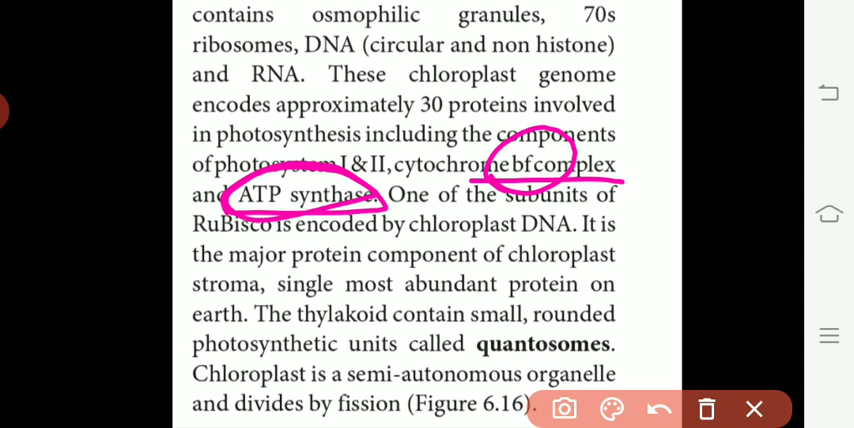 contains osmophilic granules, 70s
ribosomes, DNA (circular and non histone)
and RNA. These chloroplast genome
encodes approximately 30 proteins involved
in photosynthesis including the components
of photosystem I & II, cytochrome bf complex
and ATP synthase. One of the subunits of
RuBisco is encoded by chloroplast DNA. It is
the major protein component of chloroplast
stroma, single most abundant protein on
earth. The thylakoid contain small, rounded
photosynthetic units called quantosomes.
Chloroplast is a semi-autonomous organelle
and divides by fission (Figure 6.16).